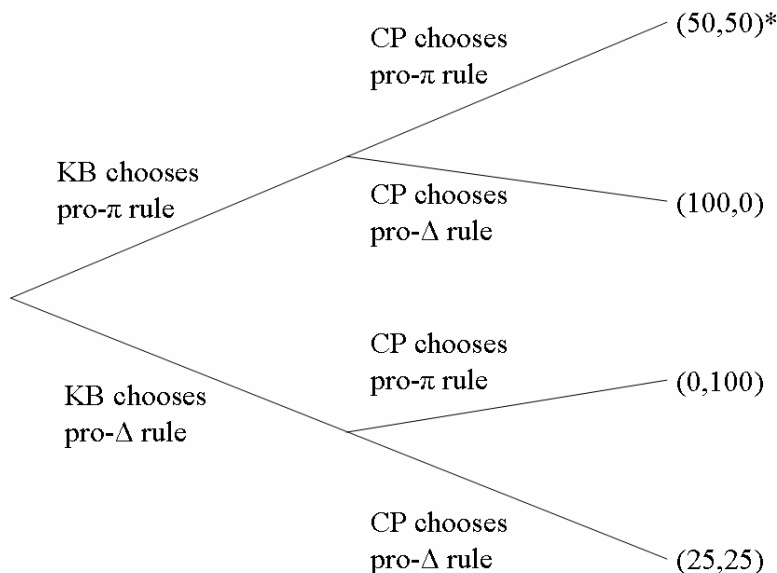 CP chooses
pro-π rule
(50,50)*
KB chooses
pro-π rule
CP chooses
pro-Δ rule
(100,0)
CP chooses
pro-π rule
(0,100)
KB chooses
pro-Δ rule
CP chooses
pro-Δ rule
(25,25)